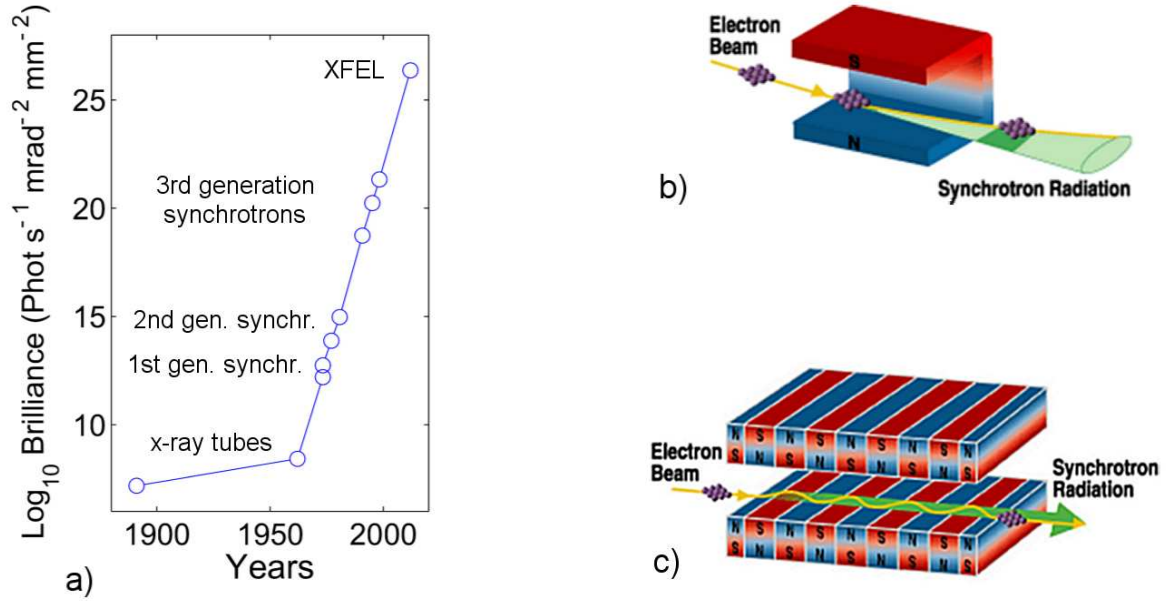 Log10 Brilliance (Phot s-1 mrad-2 mm-2)
25
20
15
10
XFEL
3rd generation
synchrotrons
2nd gen. synchr.
1st gen. synchr.
x-ray tubes
1900
1950
2000
Years
a)
Electron
Beam
S
N
Synchrotron Radiation
b)
N S N S N S N S N
S N S N S N S N S
Electron
Beam
Synchrotron
Radiation
N S N S N S N S N
S N S N S N S N S
c)